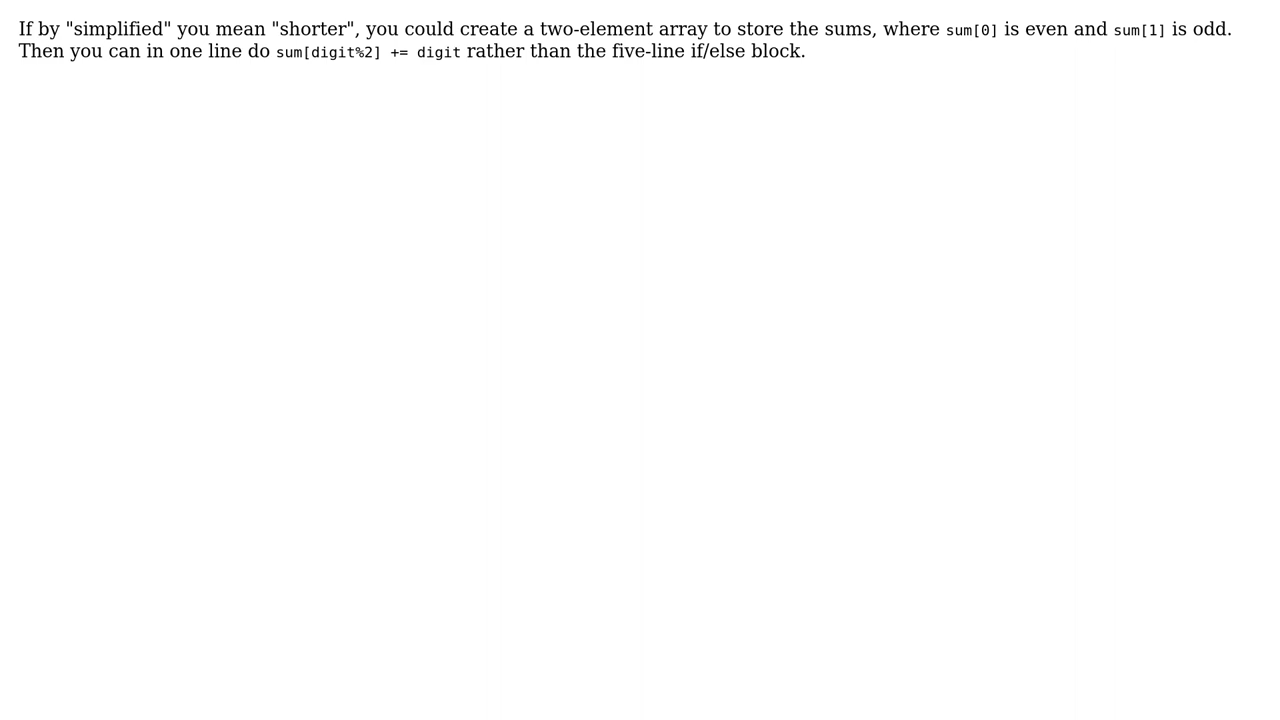 If by "simplified" you mean "shorter", you could create a two-element array to store the sums, where sum[0] is even and sum[1] is odd.
Then you can in one line do sum[digit%2] += digit rather than the five-line if/else block.